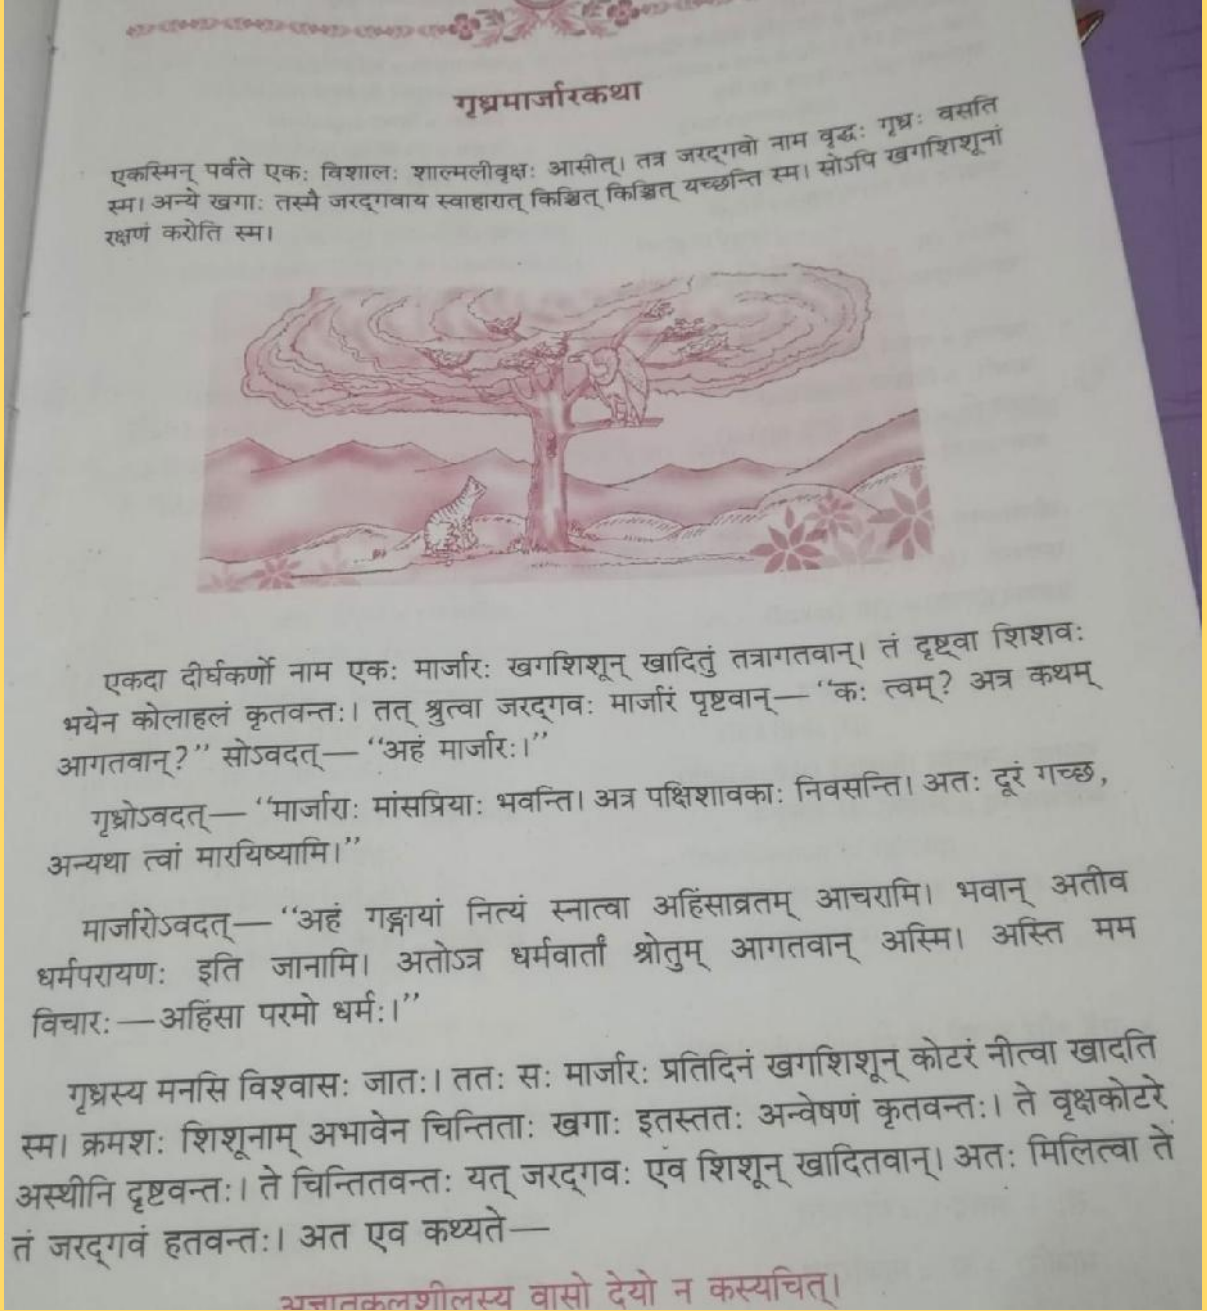 गृध्रमार्जारकथा
एकस्मिन् पर्वते एकः विशालः शाल्मलीवृक्षः आसीत्। तत्र जरद्गवो नाम वृद्धः गृध्रः वसति
स्म। अन्ये खगाः तस्मै जरद्गवाय स्वाहारात् किञ्चित् किञ्चित् यच्छन्ति स्म। सोऽपि खगशिशूनां
रक्षणं करोति स्म।
एकदा दीर्घकर्णो नाम एकः मार्जारः खगशिशून् खादितुं तत्रागतवान्। तं दृष्ट्वा शिशवः
भयेन कोलाहलं कृतवन्तः। तत् श्रुत्वा जरद्गवः मार्जारं पृष्टवान्— “कः त्वम्? अत्र कथम्
आगतवान्?” सोऽवदत्— “अहं मार्जारः।”
गृध्रोऽवदत्— “मार्जाराः मांसप्रियाः भवन्ति। अत्र पक्षिशावकाः निवसन्ति। अतः दूरं गच्छ,
अन्यथा त्वां मारयिष्यामि।”
मार्जारोऽवदत्— “अहं गङ्गायां नित्यं स्नात्वा अहिंसाव्रतम् आचरामि। भवान् अतीव
धर्मपरायणः इति जानामि। अतोऽत्र धर्मवार्तां श्रोतुम् आगतवान् अस्मि। अस्ति मम
विचारः—अहिंसा परमो धर्मः।”
गृध्रस्य मनसि विश्वासः जातः। ततः सः मार्जारः प्रतिदिनं खगशिशून् कोटरं नीत्वा खादति
स्म। क्रमशः शिशूनाम् अभावेन चिन्तिताः खगाः इतस्ततः अन्वेषणं कृतवन्तः। ते वृक्षकोटरे
अस्थीनि दृष्टवन्तः। ते चिन्तितवन्तः यत् जरद्गवः एव शिशून् खादितवान्। अतः मिलित्वा ते
तं जरद्गवं हतवन्तः। अत एव कथ्यते—
अज्ञातकुलशीलस्य वासो देयो न कस्यचित्।